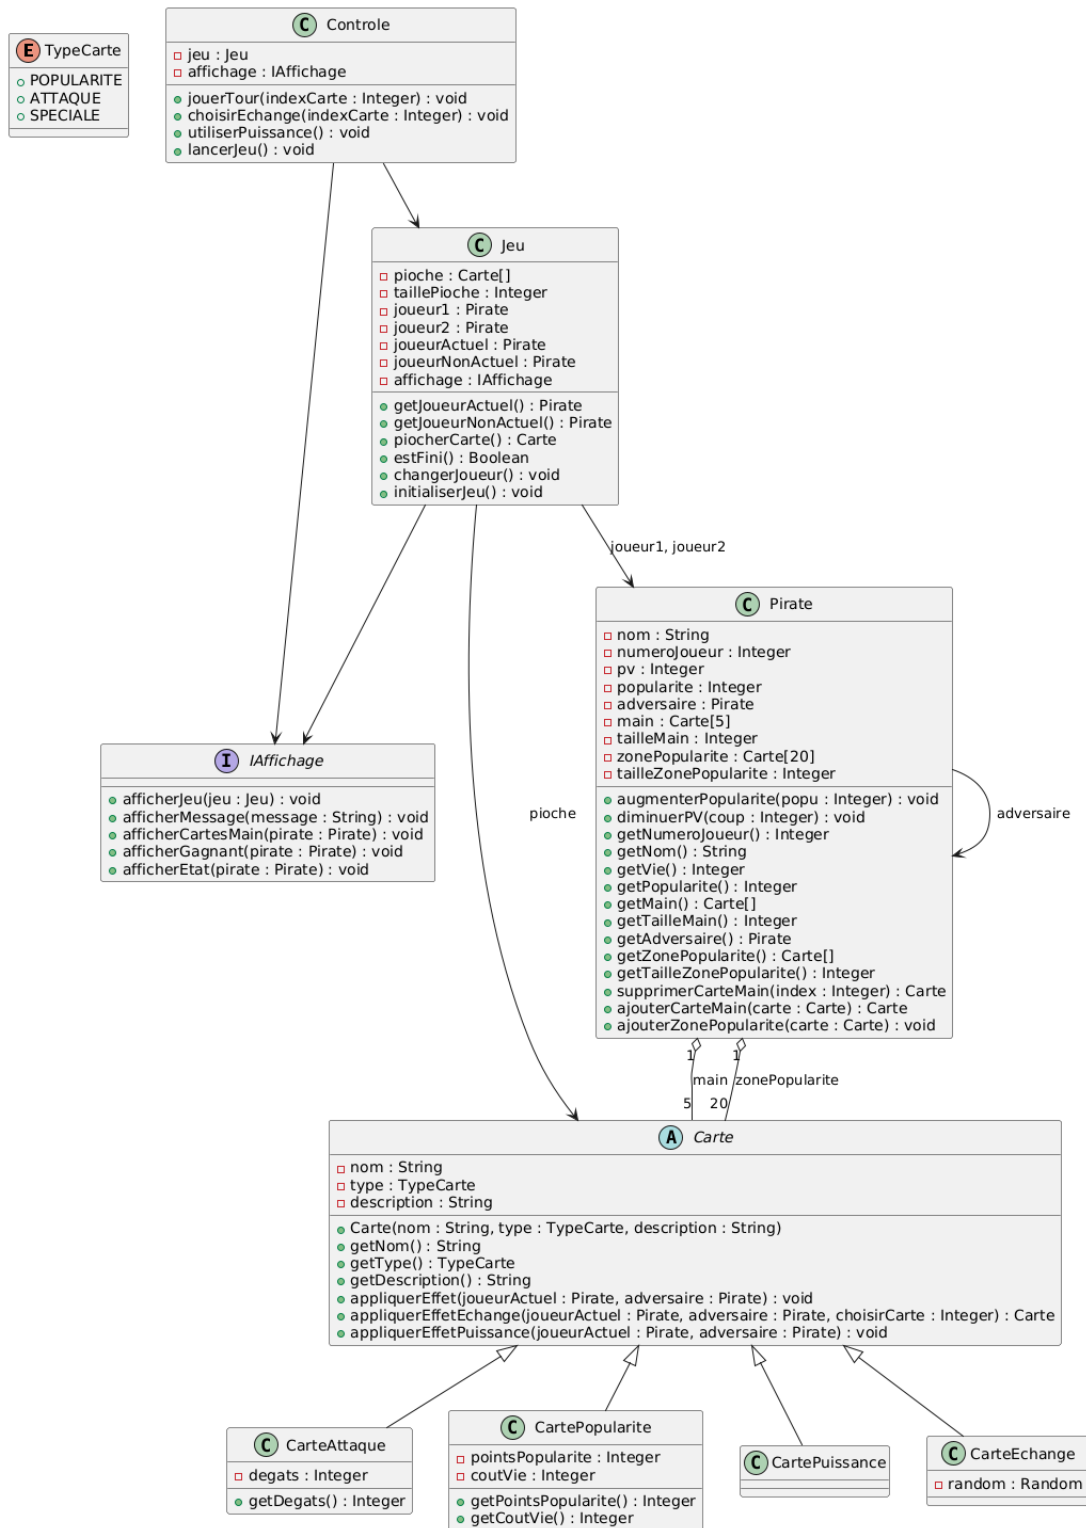 E TypeCarte
POPULARITE
ATTAQUE
SPECIALE
C Controle
jeu : Jeu
affichage : IAffichage
jouerTour(indexCarte : Integer) : void
choisirEchange(indexCarte : Integer) : void
utiliserPuissance() : void
lancerJeu() : void
C Jeu
pioche : Carte[]
taillePioche : Integer
joueur1 : Pirate
joueur2 : Pirate
joueurActuel : Pirate
joueurNonActuel : Pirate
affichage : IAffichage
getJoueurActuel() : Pirate
getJoueurNonActuel() : Pirate
piocherCarte() : Carte
estFini() : Boolean
changerJoueur() : void
initialiserJeu() : void
joueur1, joueur2
I IAffichage
afficherJeu(jeu : Jeu) : void
afficherMessage(message : String) : void
afficherCartesMain(pirate : Pirate) : void
afficherGagnant(pirate : Pirate) : void
afficherEtat(pirate : Pirate) : void
pioche
C Pirate
nom : String
numeroJoueur : Integer
pv : Integer
popularite : Integer
adversaire : Pirate
main : Carte[5]
tailleMain : Integer
zonePopularite : Carte[20]
tailleZonePopularite : Integer
augmenterPopularite(popu : Integer) : void
diminuerPV(coup : Integer) : void
getNumeroJoueur() : Integer
getNom() : String
getVie() : Integer
getPopularite() : Integer
getMain() : Carte[]
getTailleMain() : Integer
getAdversaire() : Pirate
getZonePopularite() : Carte[]
getTailleZonePopularite() : Integer
supprimerCarteMain(index : Integer) : Carte
ajouterCarteMain(carte : Carte) : Carte
ajouterZonePopularite(carte : Carte) : void
adversaire
1 1
main zonePopularite
5 20
A Carte
nom : String
type : TypeCarte
description : String
Carte(nom : String, type : TypeCarte, description : String)
getNom() : String
getType() : TypeCarte
getDescription() : String
appliquerEffet(joueurActuel : Pirate, adversaire : Pirate) : void
appliquerEffetEchange(joueurActuel : Pirate, adversaire : Pirate, choisirCarte : Integer) : Carte
appliquerEffetPuissance(joueurActuel : Pirate, adversaire : Pirate) : void
C CarteAttaque
degats : Integer
getDegats() : Integer
C CartePopularite
pointsPopularite : Integer
coutVie : Integer
getPointsPopularite() : Integer
getCoutVie() : Integer
C CartePuissance
C CarteEchange
random : Random